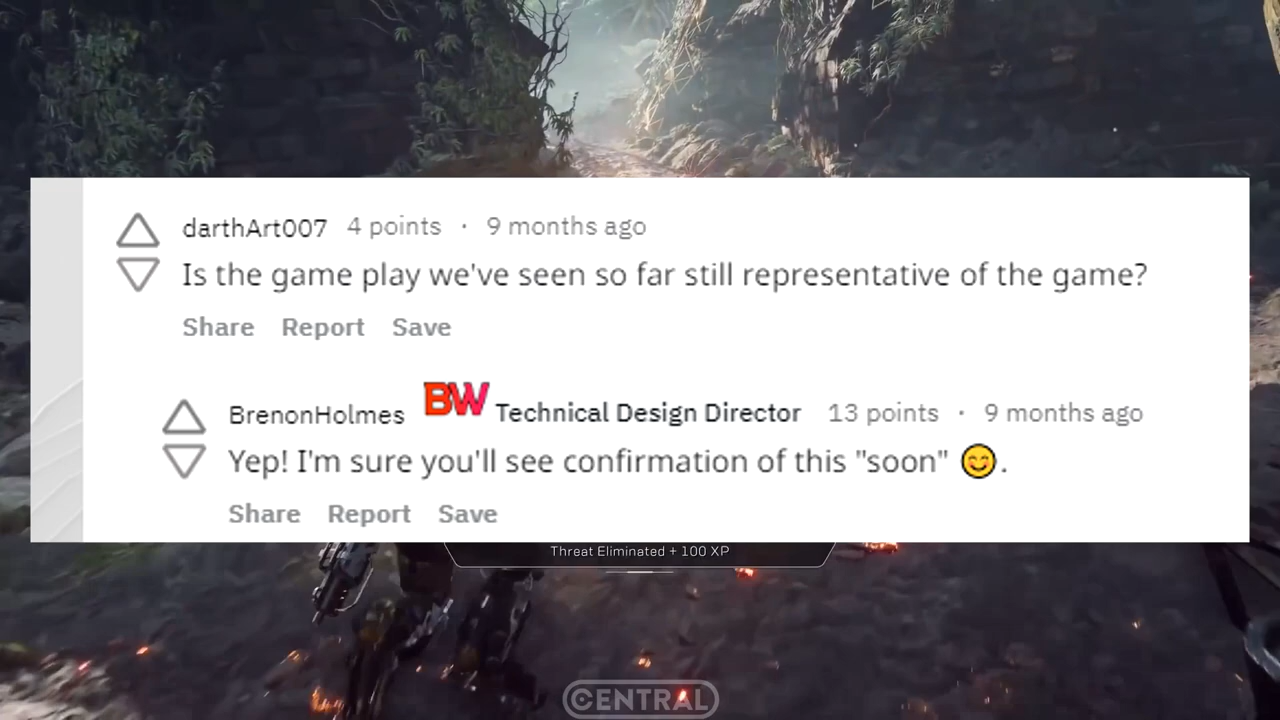 darthArt007 4 points · 9 months ago
Is the game play we've seen so far still representative of the game?
Share Report Save
BrenonHolmes BW Technical Design Director 13 points · 9 months ago
Yep! I'm sure you'll see confirmation of this "soon" 😊.
Share Report Save
Threat Eliminated + 100 XP
CENTRAL